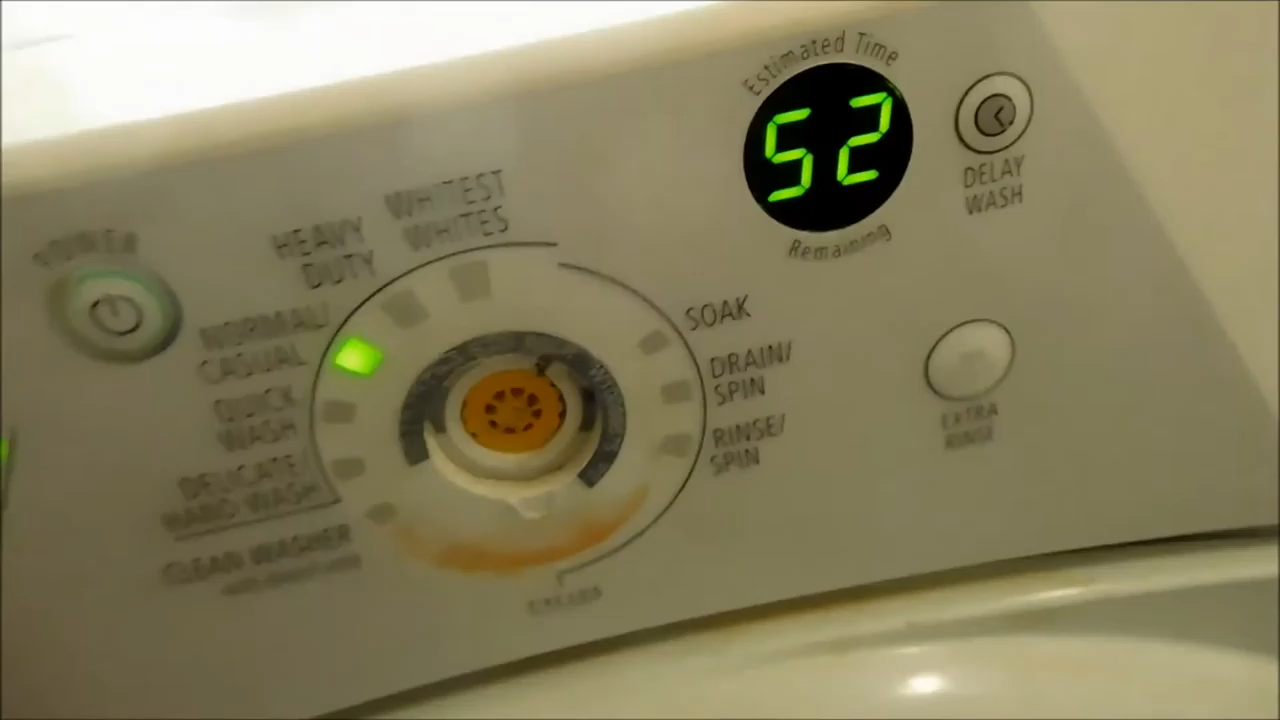 Estimated Time
52
Remaining
DELAY
WASH
POWER
WHITEST
WHITES
HEAVY
DUTY
NORMAL/
CASUAL
QUICK
WASH
DELICATE/
HAND WASH
CLEAN WASHER
SOAK
DRAIN/
SPIN
RINSE/
SPIN
EXTRA
RINSE
CYCLES